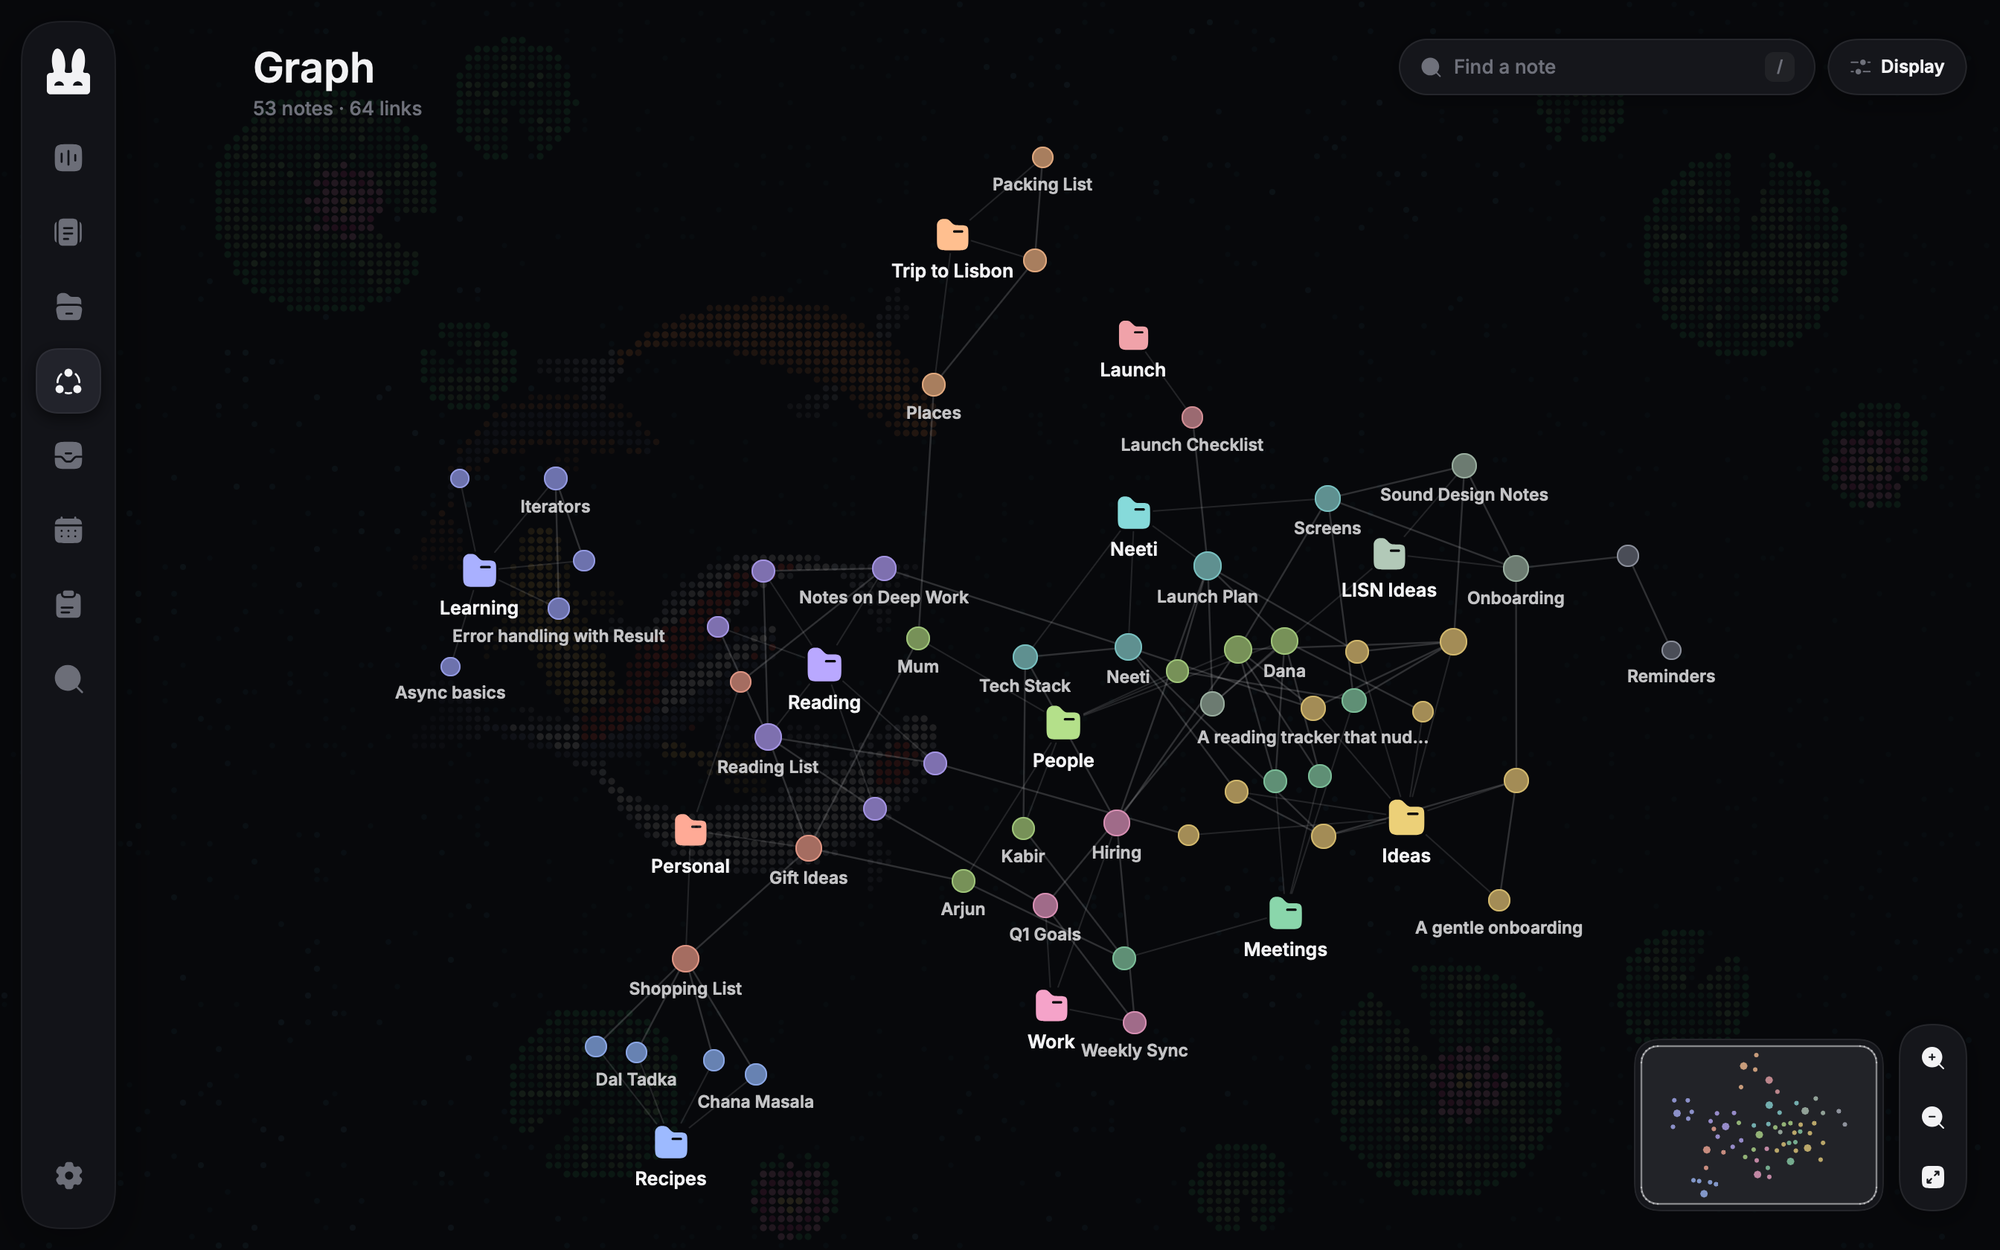 Graph
53 notes · 64 links
Find a note
/
Display
Packing List
Trip to Lisbon
Launch
Places
Launch Checklist
Sound Design Notes
Iterators
Screens
Neeti
LISN Ideas
Launch Plan
Onboarding
Notes on Deep Work
Learning
Error handling with Result
Mum
Dana
Neeti
Reminders
Tech Stack
Async basics
Reading
A reading tracker that nud...
People
Reading List
Kabir
Hiring
Ideas
Personal
Gift Ideas
Arjun
A gentle onboarding
Q1 Goals
Meetings
Shopping List
Work
Weekly Sync
Dal Tadka
Chana Masala
Recipes